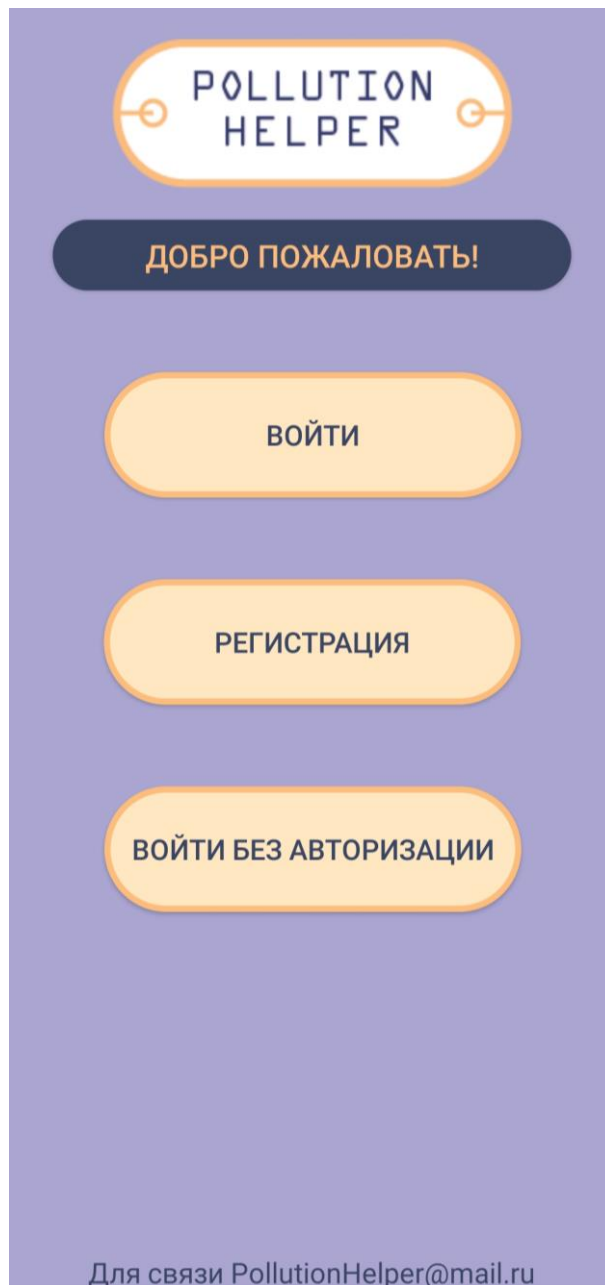 POLLUTION
HELPER
ДОБРО ПОЖАЛОВАТЬ!
ВОЙТИ
РЕГИСТРАЦИЯ
ВОЙТИ БЕЗ АВТОРИЗАЦИИ
Для связи PollutionHelper@mail.ru